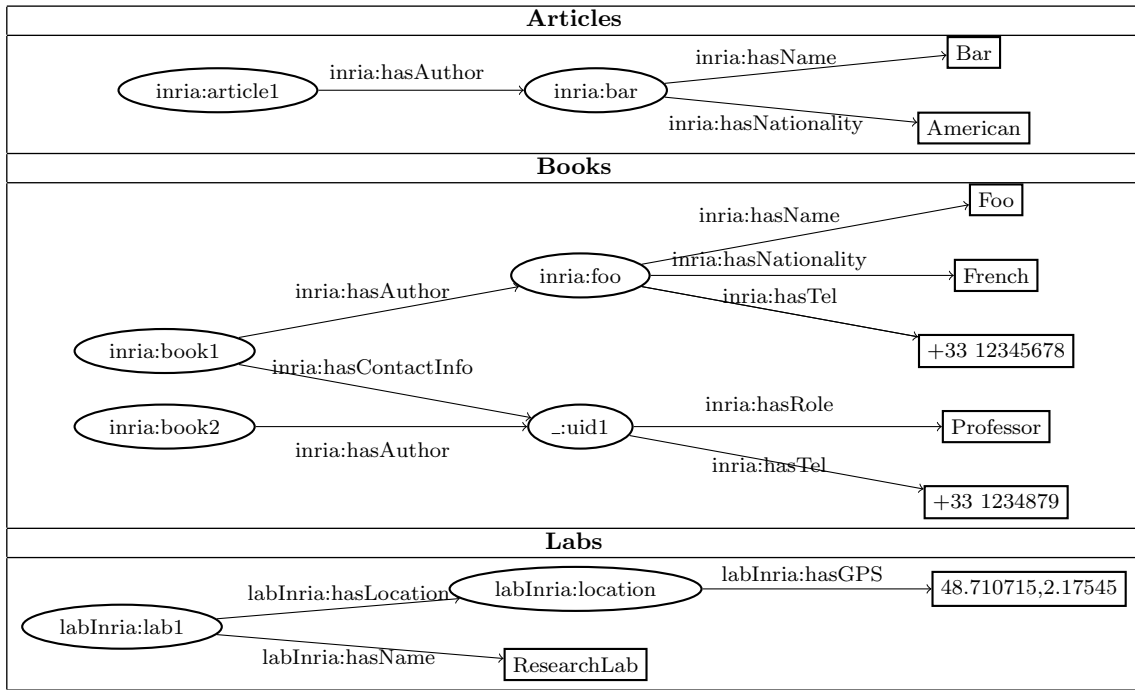 Articles
inria:article1
inria:hasAuthor
inria:bar
inria:hasName
Bar
inria:hasNationality
American
Books
inria:hasName
Foo
inria:foo
inria:hasNationality
French
inria:hasAuthor
inria:hasTel
inria:book1
+33 12345678
inria:hasContactInfo
inria:book2
inria:hasAuthor
_:uid1
inria:hasRole
Professor
inria:hasTel
+33 1234879
Labs
labInria:hasLocation
labInria:location
labInria:hasGPS
48.710715,2.17545
labInria:lab1
labInria:hasName
ResearchLab